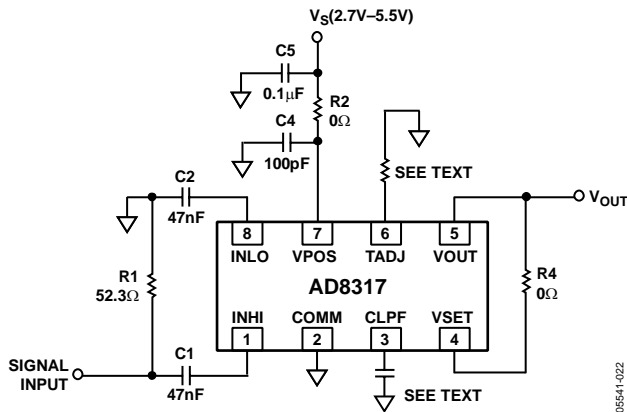 VS(2.7V–5.5V)
C5
0.1µF
R2
0Ω
C4
100pF
SEE TEXT
C2
47nF
VOUT
8
7
6
5
INLO
VPOS
TADJ
VOUT
R1
52.3Ω
AD8317
R4
0Ω
INHI
COMM
CLPF
VSET
1
2
3
4
SIGNAL
INPUT
C1
47nF
SEE TEXT
05541-022